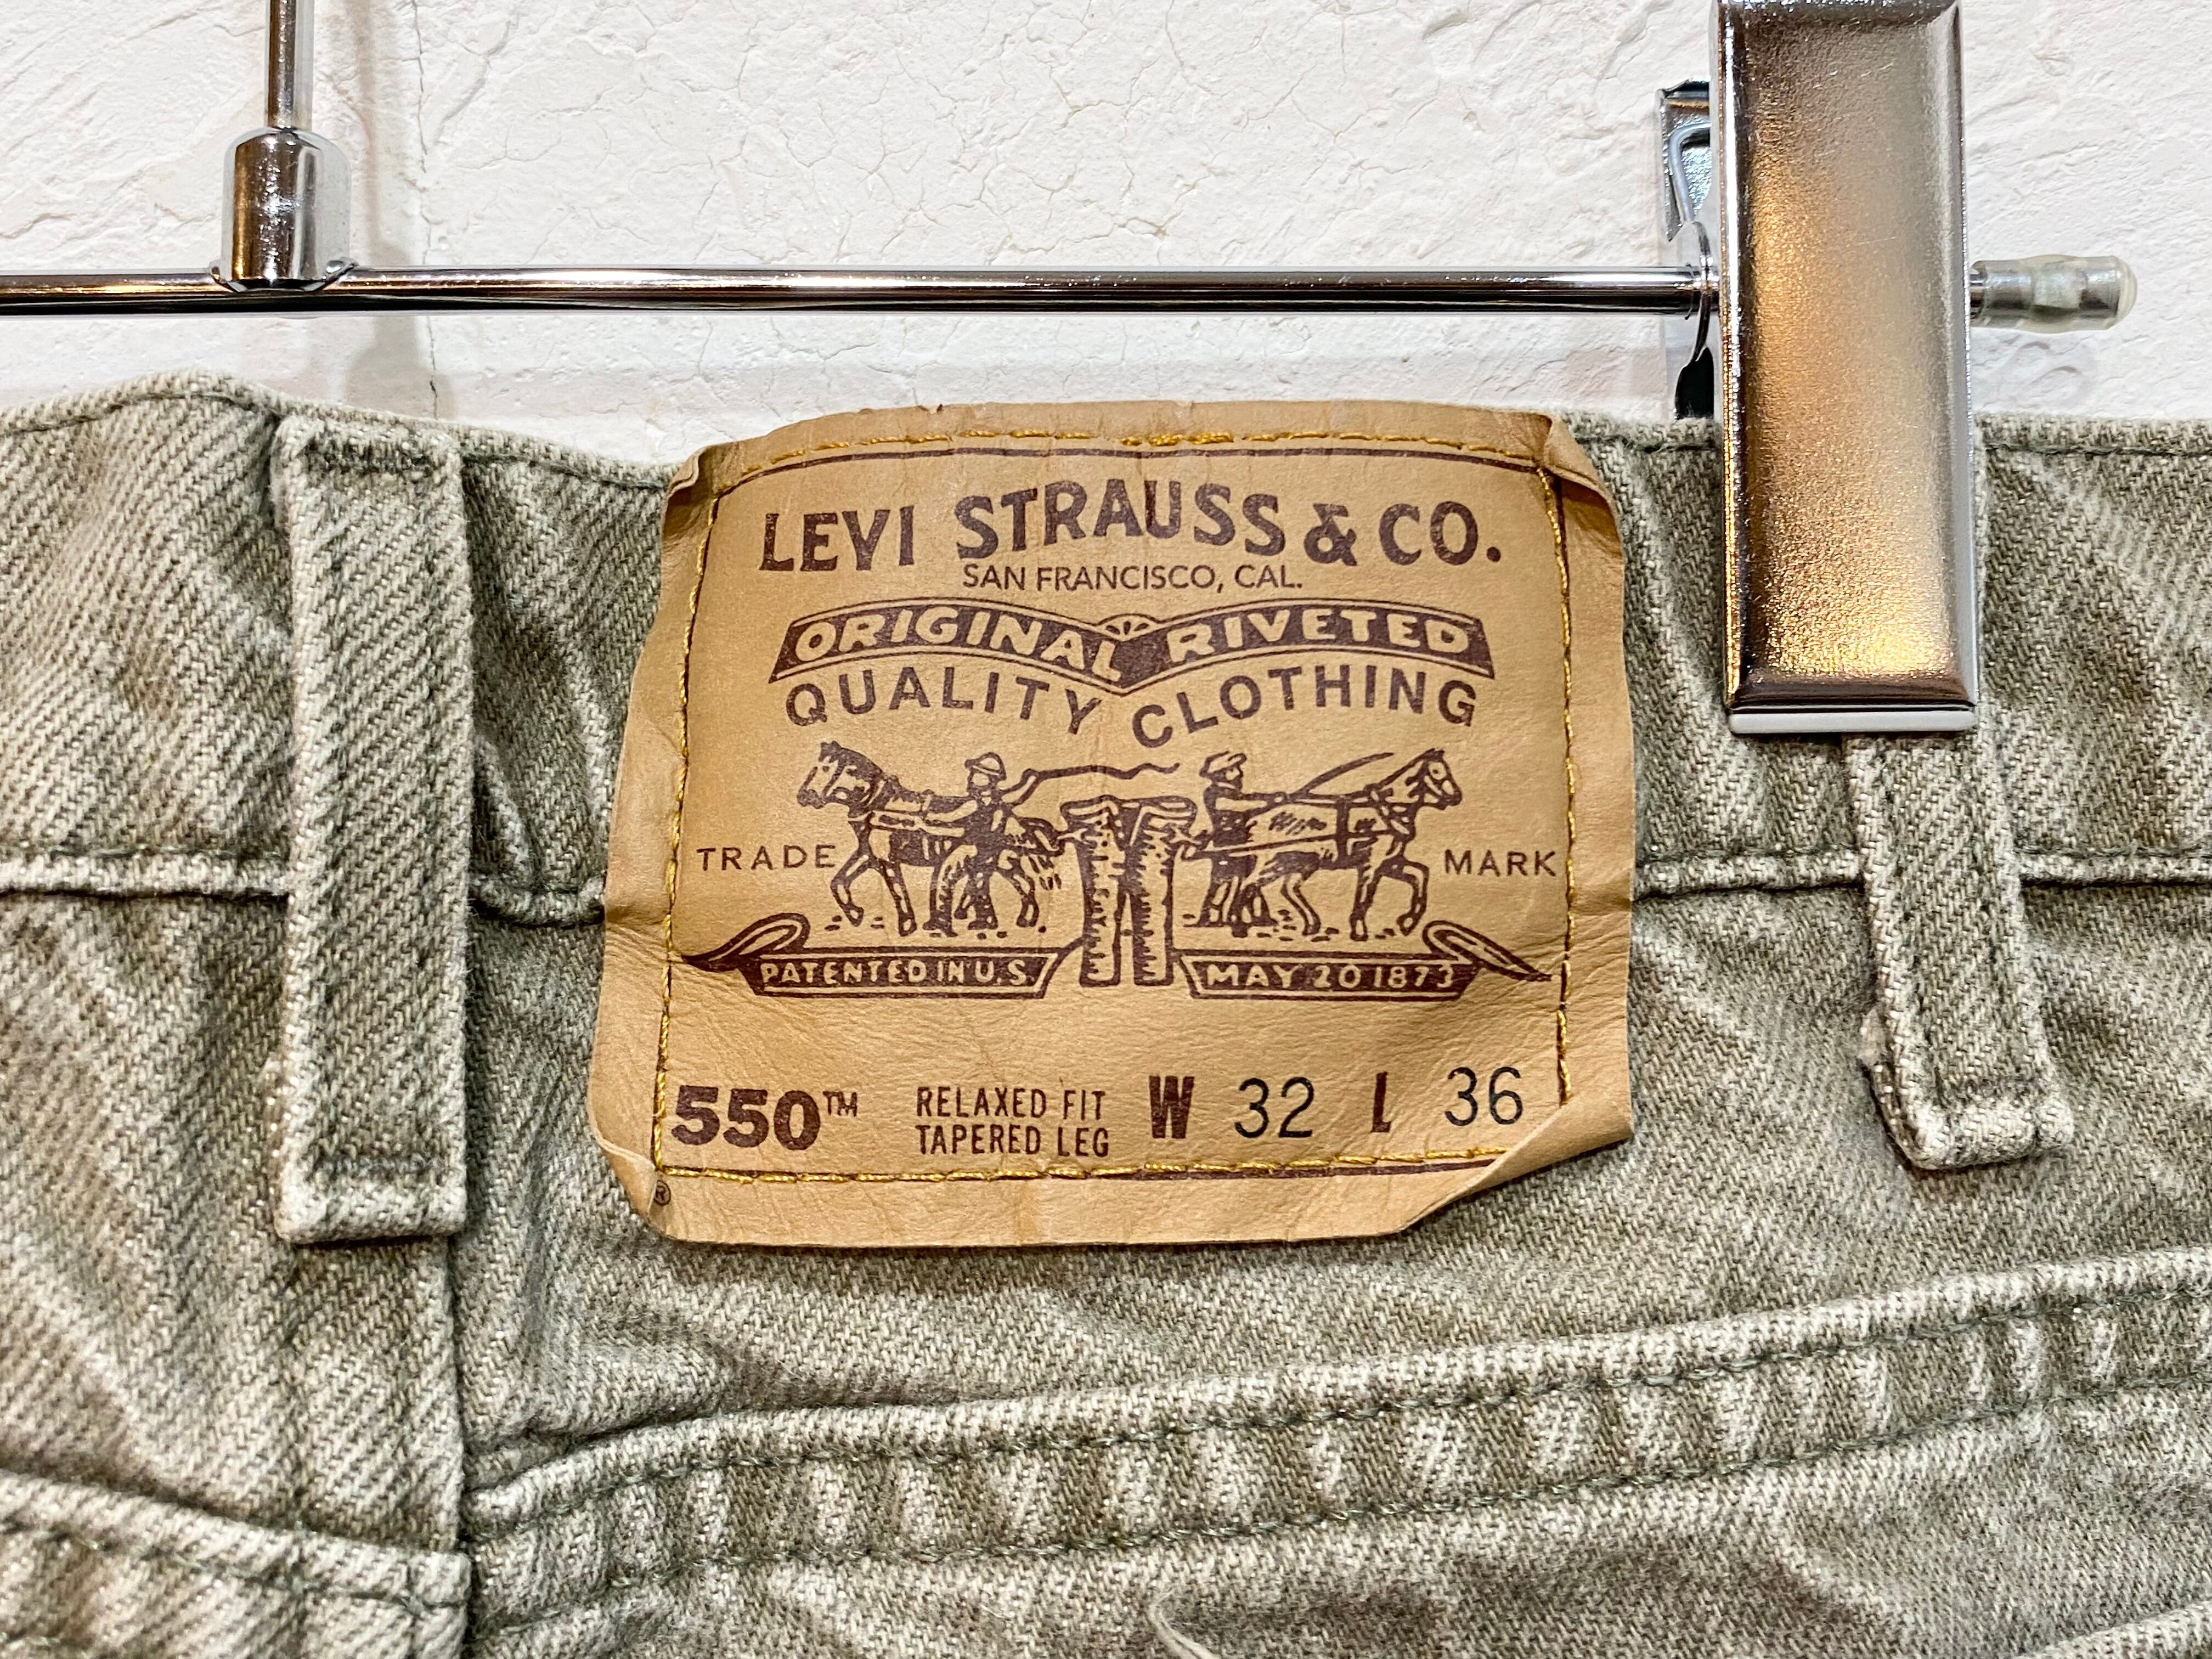 LEVI STRAUSS & CO.
SAN FRANCISCO, CAL.
ORIGINAL RIVETED
QUALITY CLOTHING
TRADE MARK
PATENTED IN U.S. MAY 20 1873
550™ RELAXED FIT W 32 L 36
TAPERED LEG
®